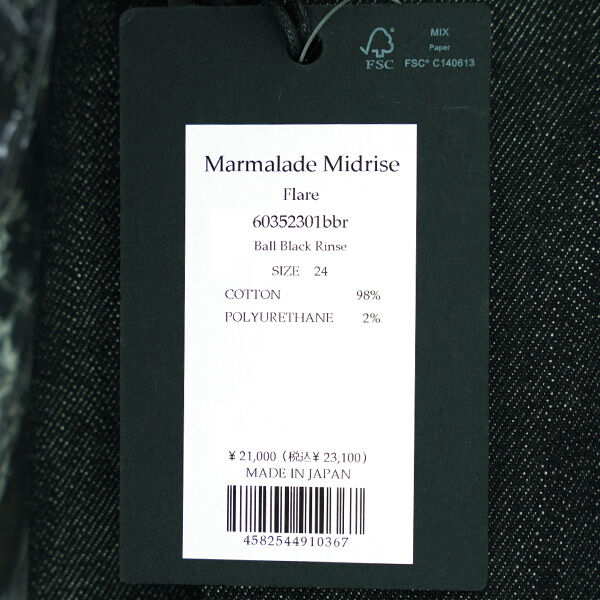 MIX
Paper
FSC
FSC® C140613
Marmalade Midrise
Flare
60352301bbr
Ball Black Rinse
SIZE 24
COTTON 98%
POLYURETHANE 2%
¥21,000 (税込¥23,100)
MADE IN JAPAN
4582544910367